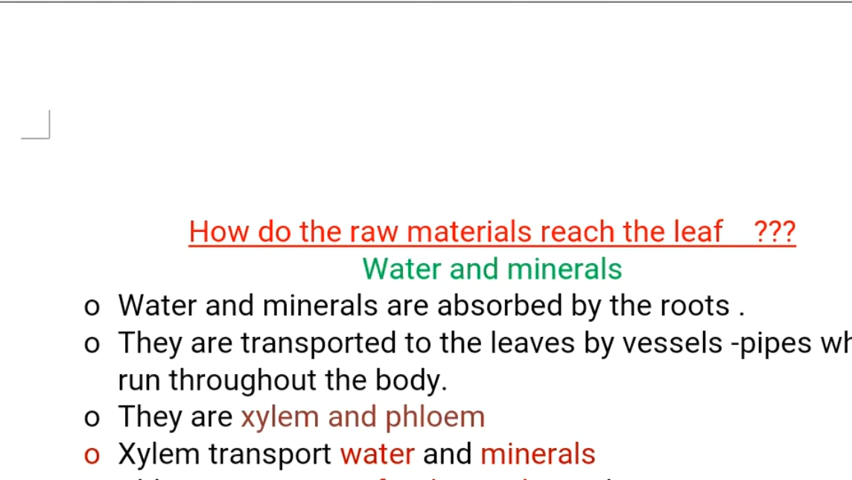 How do the raw materials reach the leaf ???
Water and minerals
o Water and minerals are absorbed by the roots .
o They are transported to the leaves by vessels -pipes
run throughout the body.
o They are xylem and phloem
o Xylem transport water and minerals